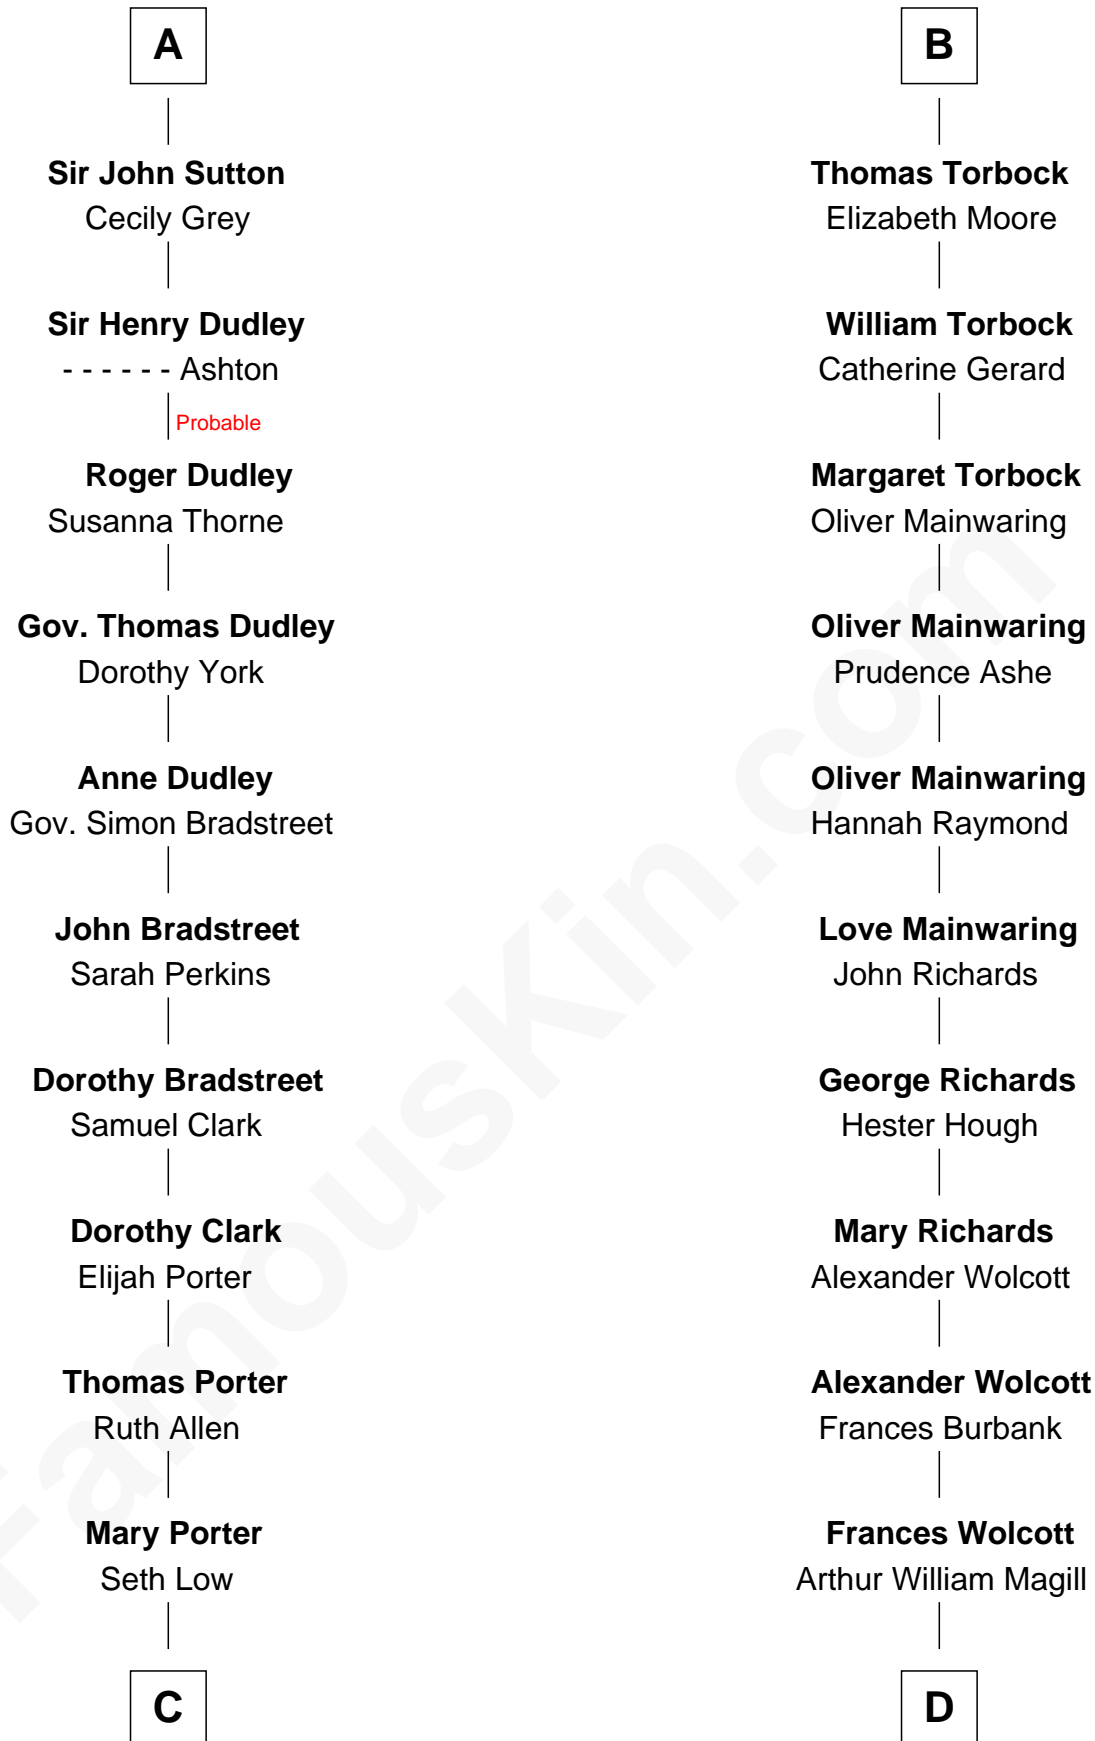 A
Sir John Sutton
Cecily Grey
Sir Henry Dudley
- - - - - - Ashton
Probable
Roger Dudley
Susanna Thorne
Gov. Thomas Dudley
Dorothy York
Anne Dudley
Gov. Simon Bradstreet
John Bradstreet
Sarah Perkins
Dorothy Bradstreet
Samuel Clark
Dorothy Clark
Elijah Porter
Thomas Porter
Ruth Allen
Mary Porter
Seth Low
C
B
Thomas Torbock
Elizabeth Moore
William Torbock
Catherine Gerard
Margaret Torbock
Oliver Mainwaring
Oliver Mainwaring
Prudence Ashe
Oliver Mainwaring
Hannah Raymond
Love Mainwaring
John Richards
George Richards
Hester Hough
Mary Richards
Alexander Wolcott
Alexander Wolcott
Frances Burbank
Frances Wolcott
Arthur William Magill
D
FamousKin.com